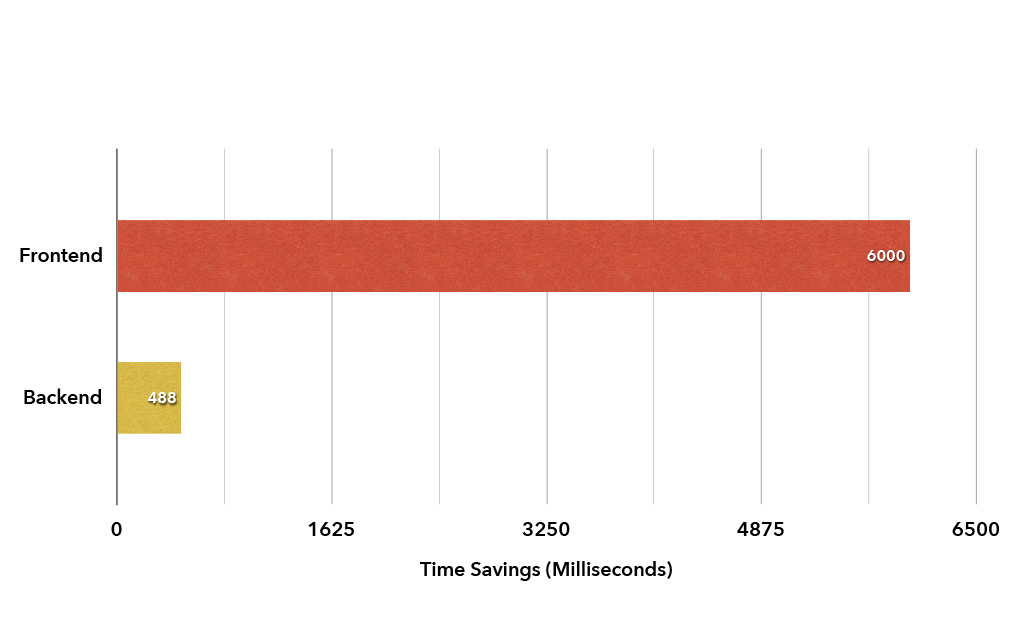 Frontend
6000
Backend
488
0 1625 3250 4875 6500
Time Savings (Milliseconds)